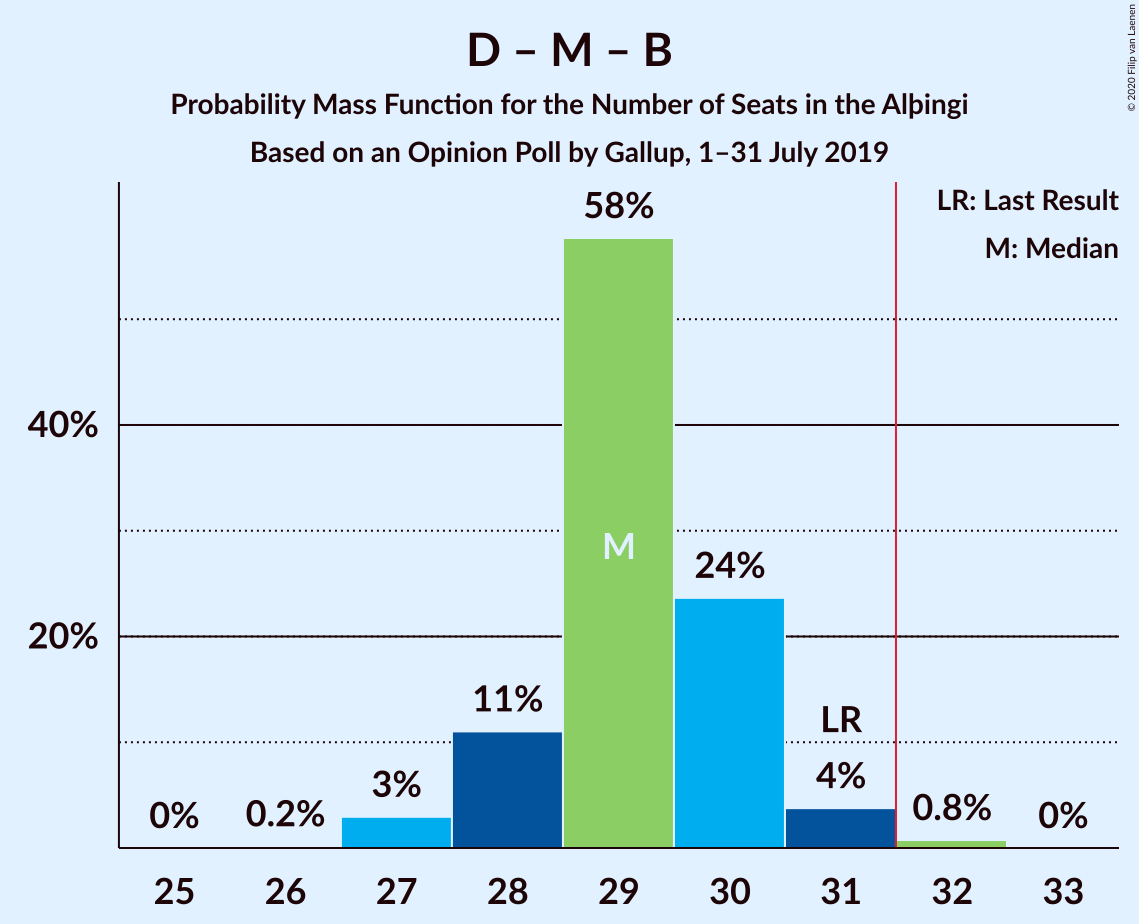 D – M – B
Probability Mass Function for the Number of Seats in the Alþingi
Based on an Opinion Poll by Gallup, 1–31 July 2019
© 2020 Filip van Laenen
LR: Last Result
M: Median
58%
40%
M
24%
20%
11%
LR
3%
4%
0%
0.2%
0.8%
0%
25 26 27 28 29 30 31 32 33